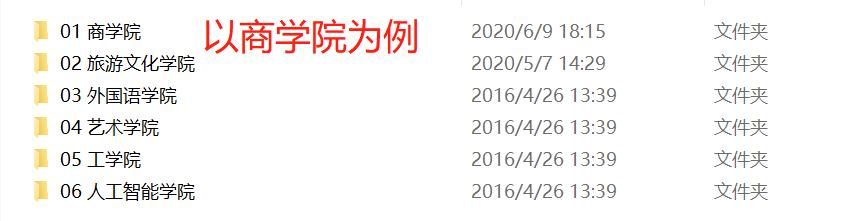 01 商学院 以商学院为例 2020/6/9 18:15 文件夹
02 旅游文化学院 2020/5/7 14:29 文件夹
03 外国语学院 2016/4/26 13:39 文件夹
04 艺术学院 2016/4/26 13:39 文件夹
05 工学院 2016/4/26 13:39 文件夹
06 人工智能学院 2016/4/26 13:39 文件夹